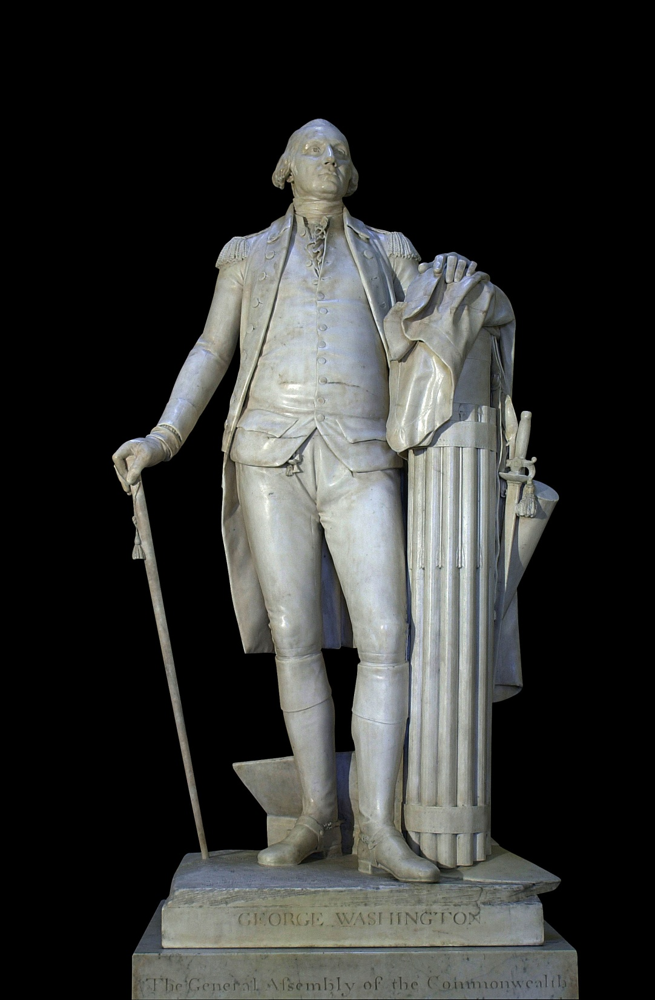 GEORGE WASHINGTON
The General Assembly of the Commonwealth